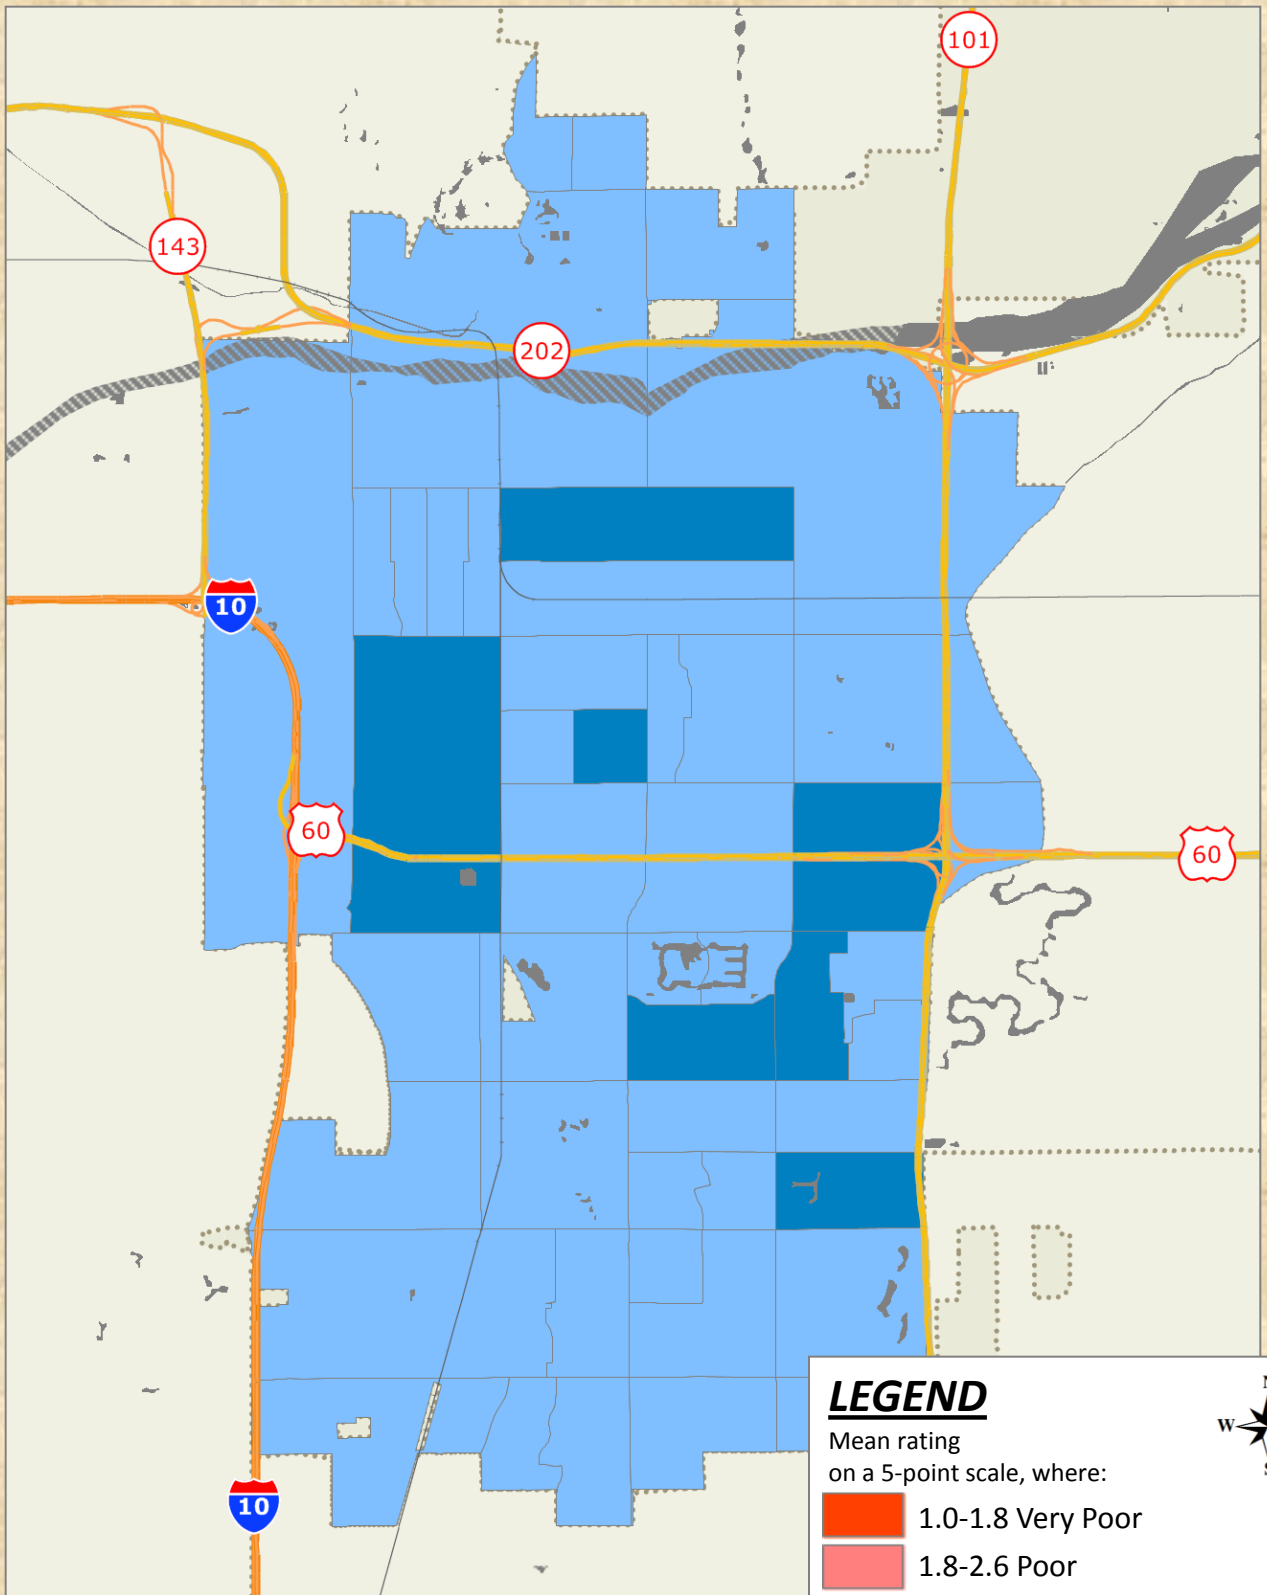 101
143
202
10
60
60
10
LEGEND
Mean rating
on a 5-point scale, where:
W
1.0-1.8 Very Poor
1.8-2.6 Poor